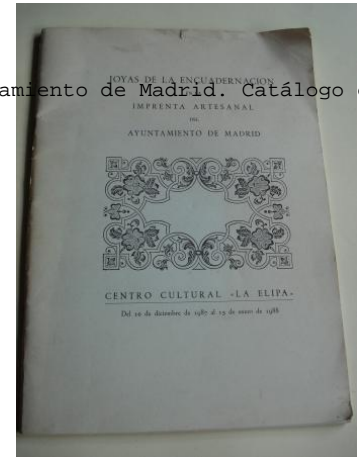 JOYAS DE LA ENCUADERNACION
amiento de Madrid. Catálogo
IMPRENTA ARTESANAL
DEL
AYUNTAMIENTO DE MADRID
CENTRO CULTURAL «LA ELIPA»
Del 10 de diciembre de 1987 al 15 de enero de 1988